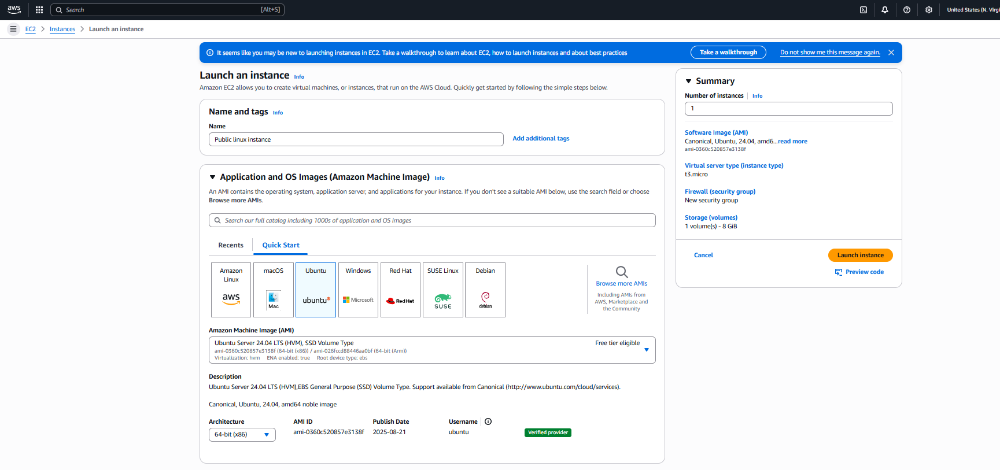 aws
Search
[Alt+S]
United States (N. Virgi
EC2
Instances
Launch an instance
It seems like you may be new to launching instances in EC2. Take a walkthrough to learn about EC2, how to launch instances and about best practices
Take a walkthrough
Do not show me this message again.
Launch an instance Info
Amazon EC2 allows you to create virtual machines, or instances, that run on the AWS Cloud. Quickly get started by following the simple steps below.
Name and tags Info
Name
Public linux instance
Add additional tags
Application and OS Images (Amazon Machine Image) Info
An AMI contains the operating system, application server, and applications for your instance. If you don't see a suitable AMI below, use the search field or choose
Browse more AMIs.
Search our full catalog including 1000s of application and OS images
Recents
Quick Start
Amazon
Linux
aws
macOS
Mac
Ubuntu
ubuntu
Windows
Microsoft
Red Hat
Red Hat
SUSE Linux
SUSE
Debian
debian
Browse more AMIs
Including AMIs from
AWS, Marketplace and
the Community
Amazon Machine Image (AMI)
Ubuntu Server 24.04 LTS (HVM), SSD Volume Type
Free tier eligible
ami-0360c520857e3138f (64-bit (x86)) / ami-026fccd88446aa0bf (64-bit (Arm))
Virtualization: hvm ENA enabled: true Root device type: ebs
Description
Ubuntu Server 24.04 LTS (HVM),EBS General Purpose (SSD) Volume Type. Support available from Canonical (http://www.ubuntu.com/cloud/services).
Canonical, Ubuntu, 24.04, amd64 noble image
Architecture
64-bit (x86)
AMI ID
ami-0360c520857e3138f
Publish Date
2025-08-21
Username
ubuntu
Verified provider
Summary
Number of instances Info
1
Software Image (AMI)
Canonical, Ubuntu, 24.04, amd6...read more
ami-0360c520857e3138f
Virtual server type (instance type)
t3.micro
Firewall (security group)
New security group
Storage (volumes)
1 volume(s) - 8 GiB
Cancel
Launch instance
Preview code